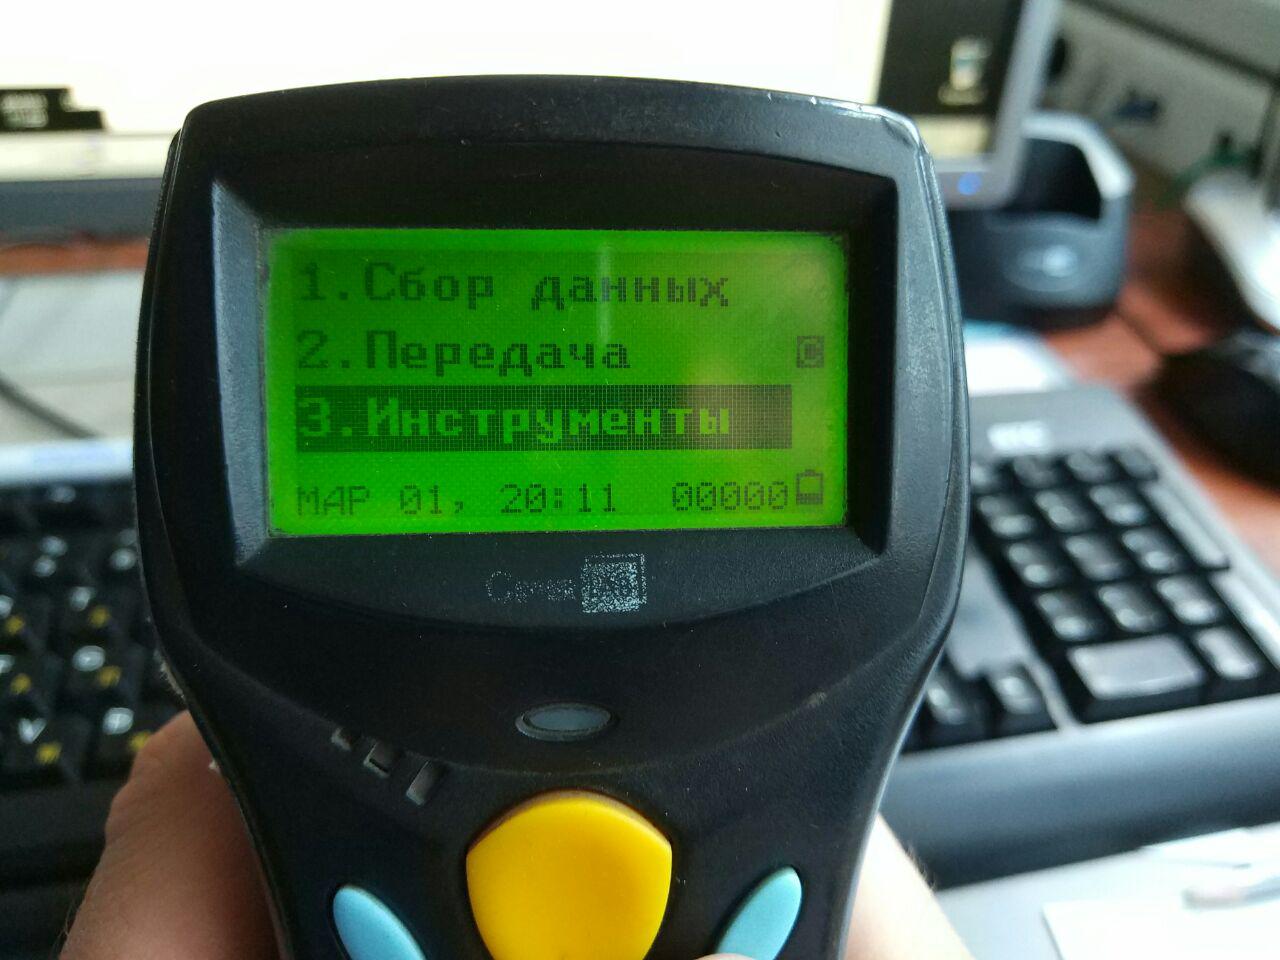 1.Сбор данных
2.Передача
3.Инструменты
МАР 01, 20:11 00000